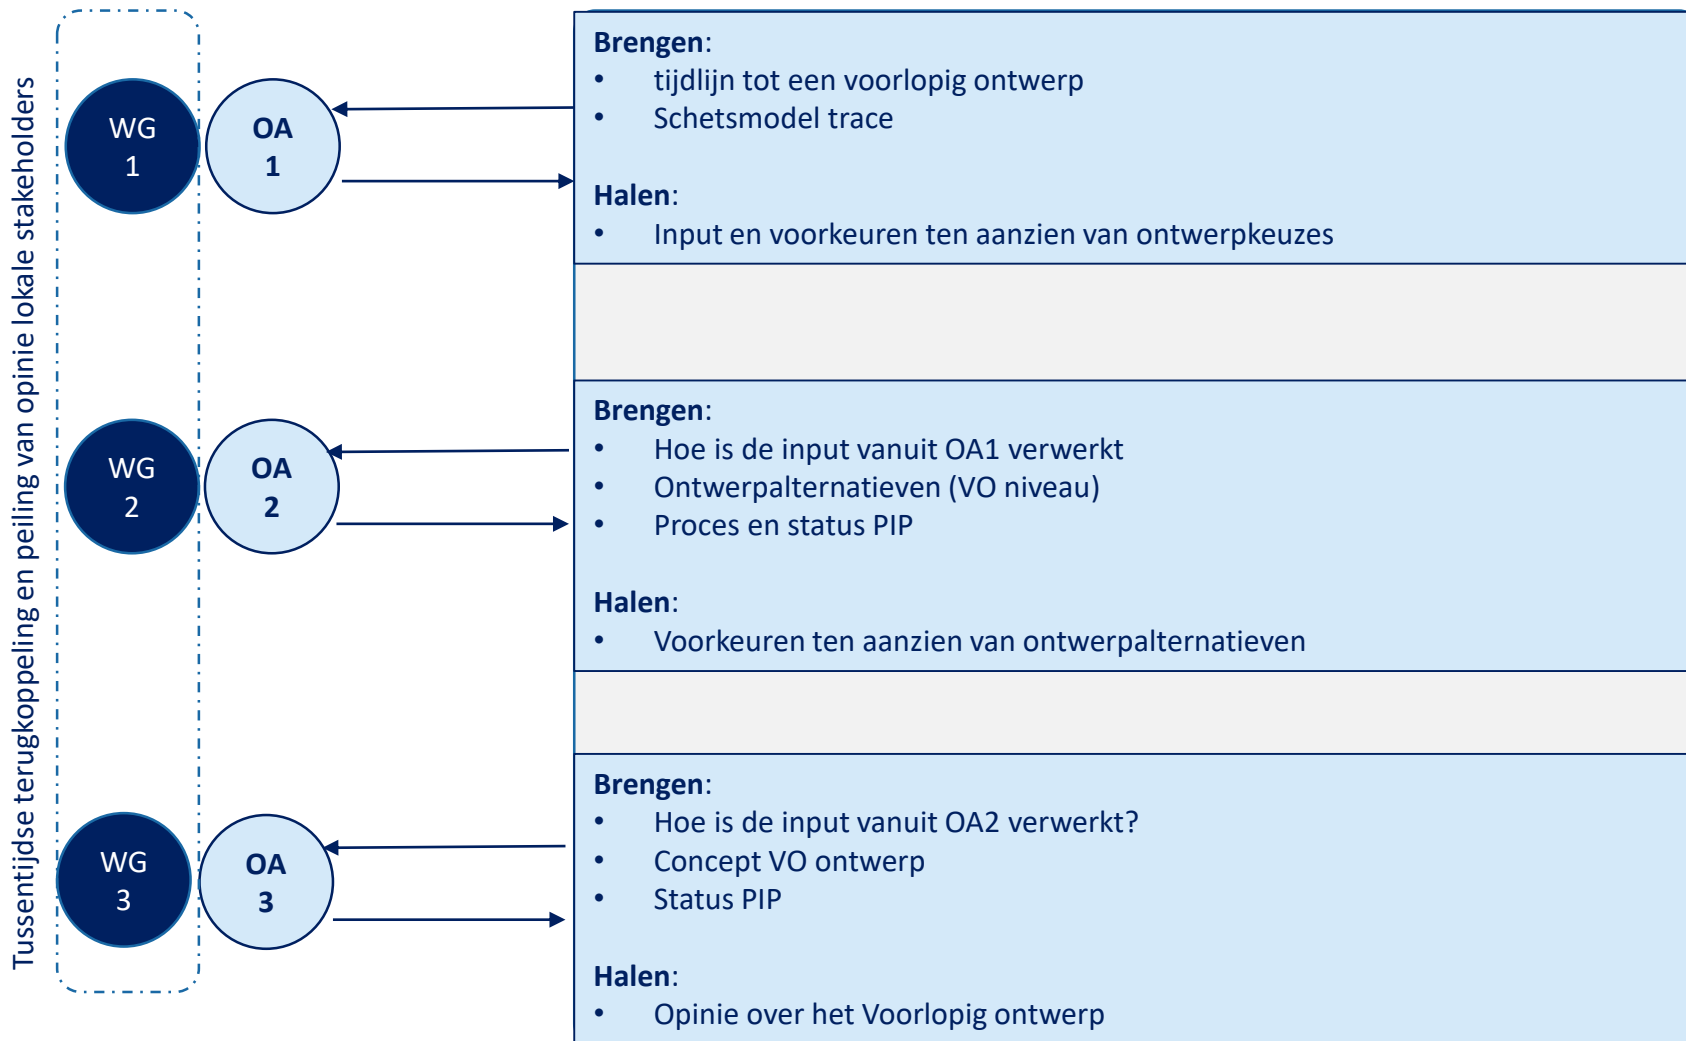 Tussentijdse terugkoppeling en peiling van opinie lokale stakeholders
WG
1
OA
1
Brengen:
• tijdlijn tot een voorlopig ontwerp
• Schetsmodel trace
Halen:
• Input en voorkeuren ten aanzien van ontwerpkeuzes
WG
2
OA
2
Brengen:
• Hoe is de input vanuit OA1 verwerkt
• Ontwerpalternatieven (VO niveau)
• Proces en status PIP
Halen:
• Voorkeuren ten aanzien van ontwerpalternatieven
WG
3
OA
3
Brengen:
• Hoe is de input vanuit OA2 verwerkt?
• Concept VO ontwerp
• Status PIP
Halen:
• Opinie over het Voorlopig ontwerp